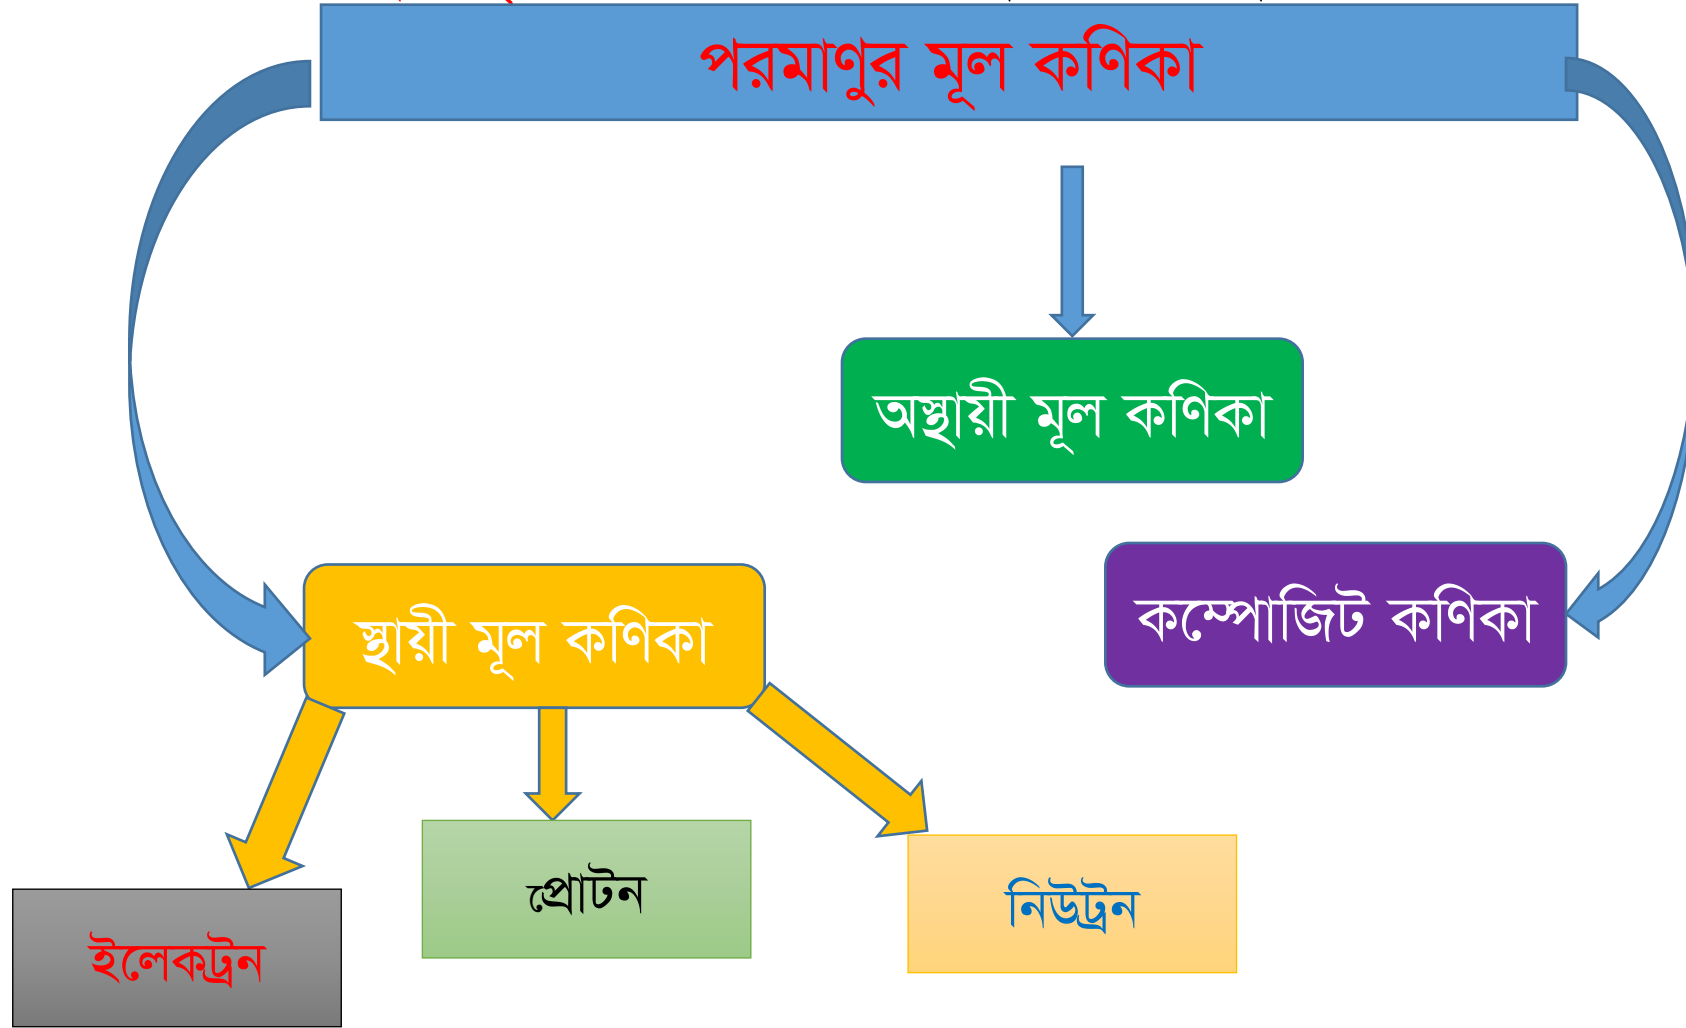 পরমাণুর মূল কণিকা
অস্থায়ী মূল কণিকা
কম্পোজিট কণিকা
স্থায়ী মূল কণিকা
প্রোটন
নিউট্রন
ইলেকট্রন